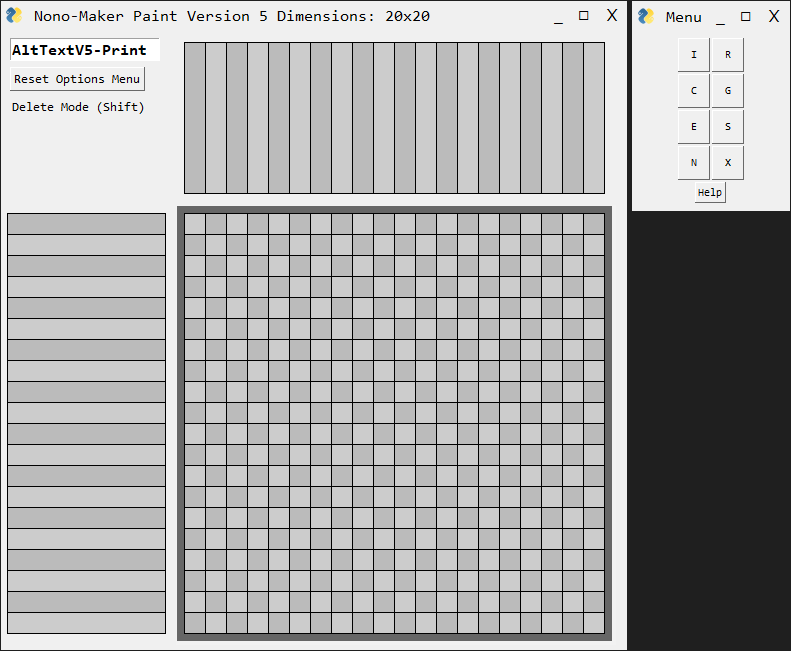 Nono-Maker Paint Version 5 Dimensions: 20x20
AltTextV5-Print
Reset Options Menu
Delete Mode (Shift)
Menu
I R
C G
E S
N X
Help